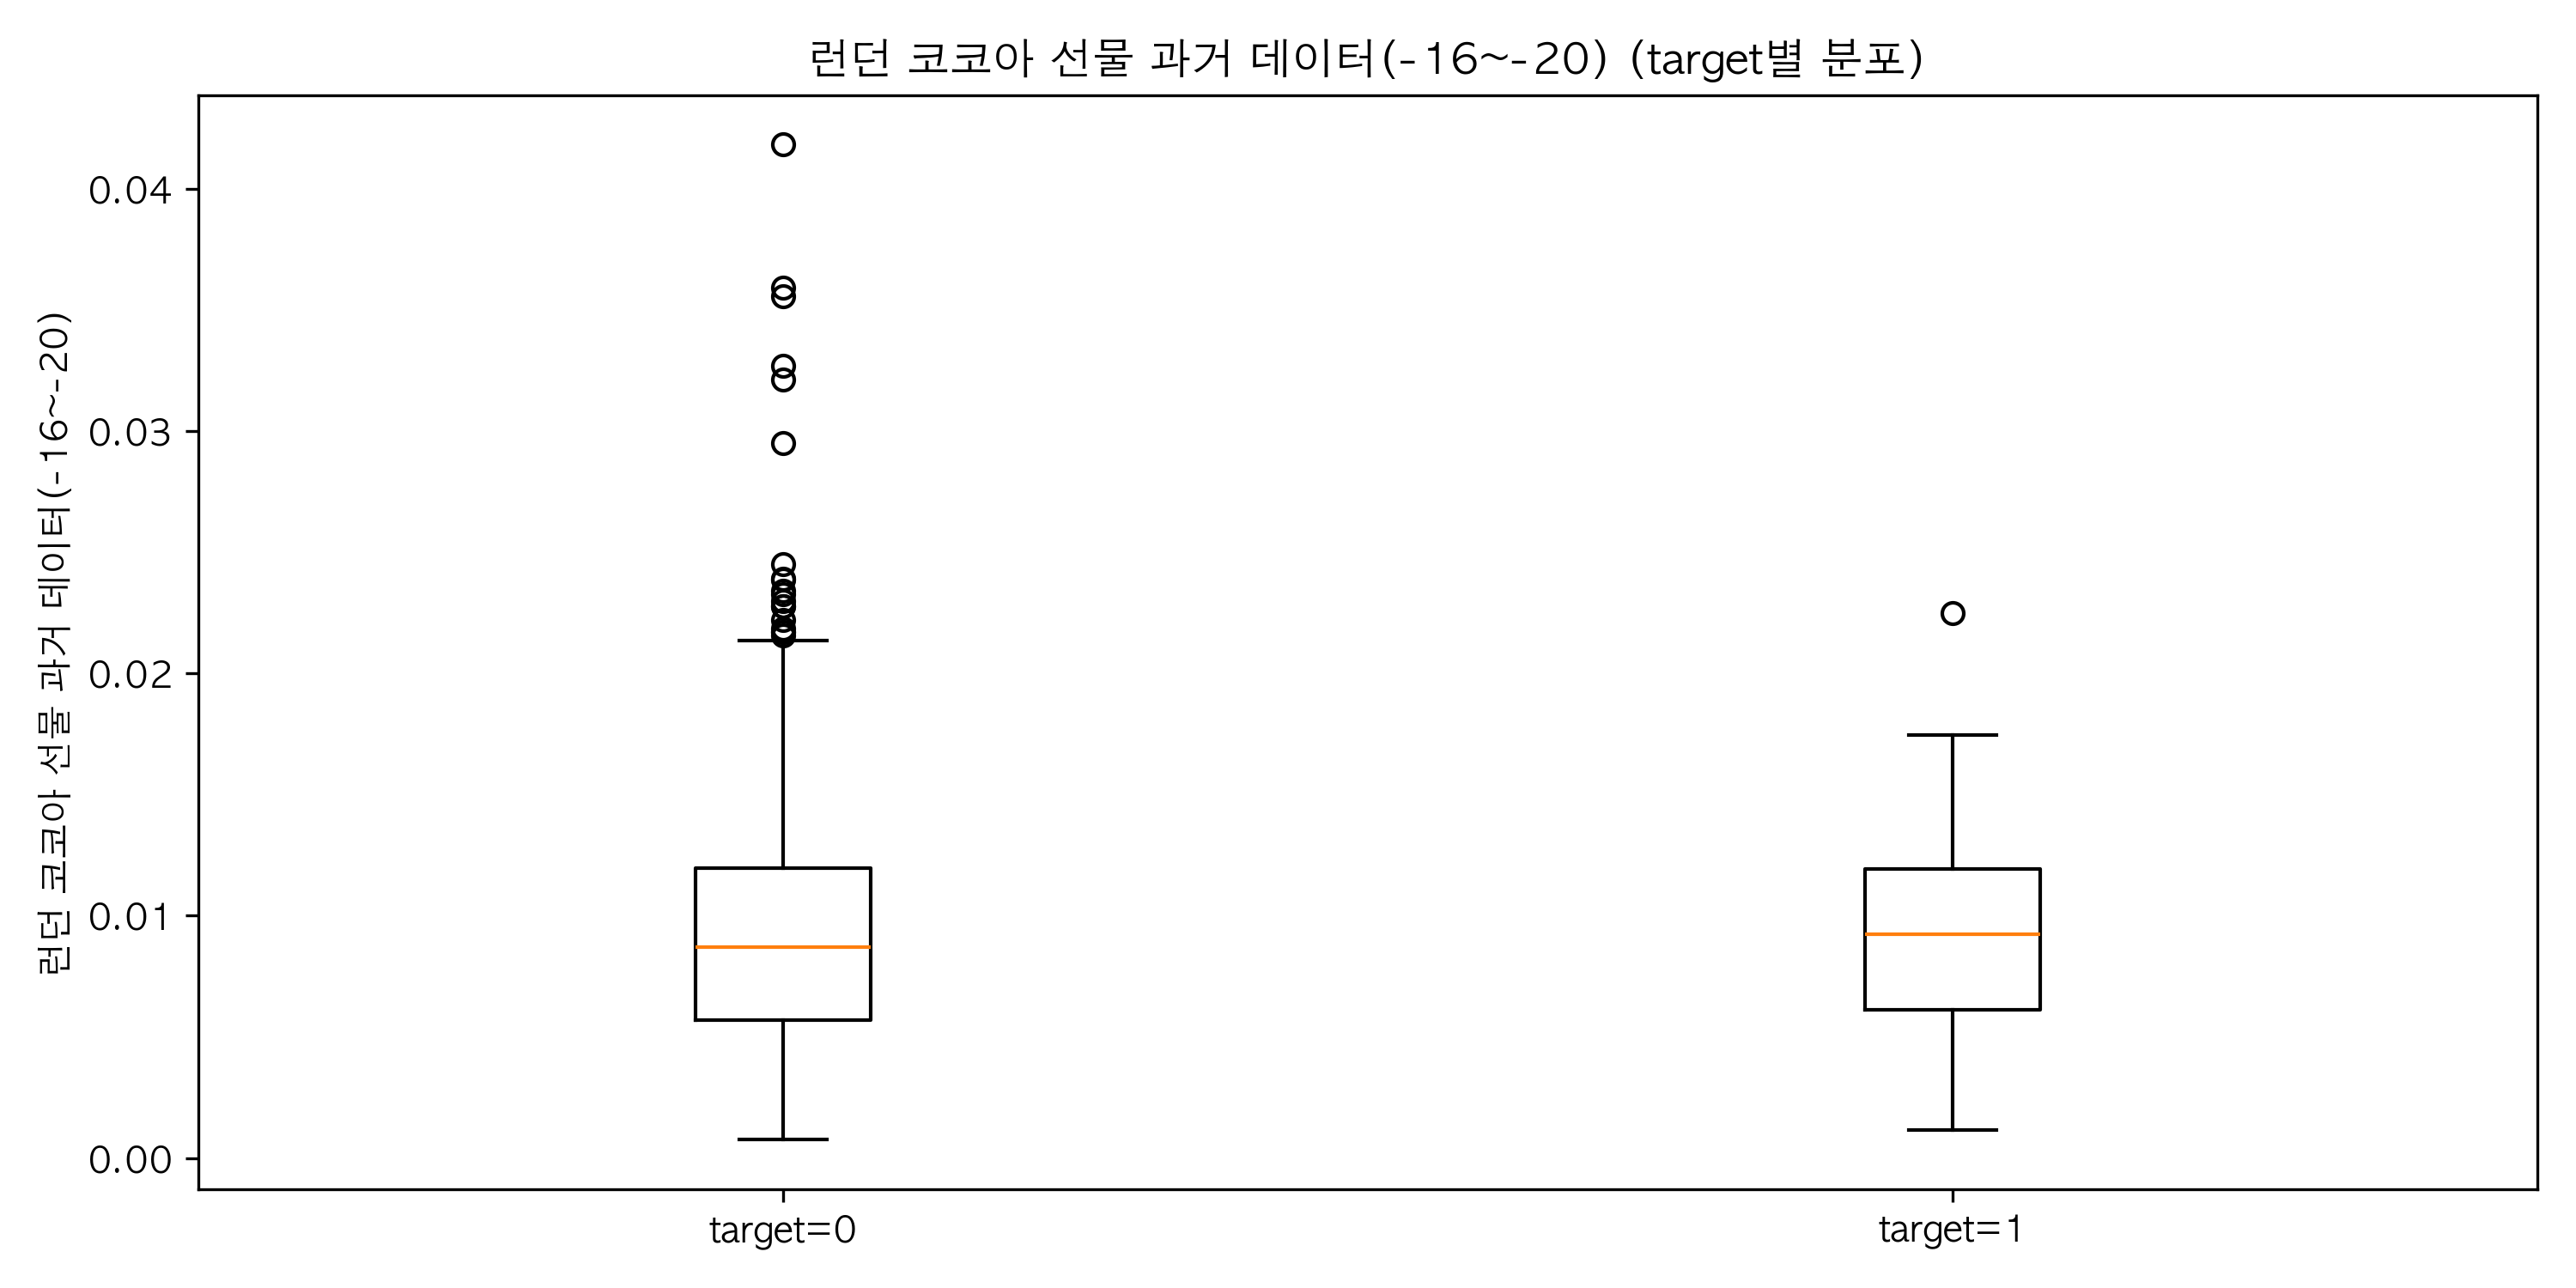 런던 코코아 선물 과거 데이터(-16~-20) (target별 분포)
런던 코코아 선물 과거 데이터(-16~-20)
0.04
0.03
0.02
0.01
0.00
target=0
target=1